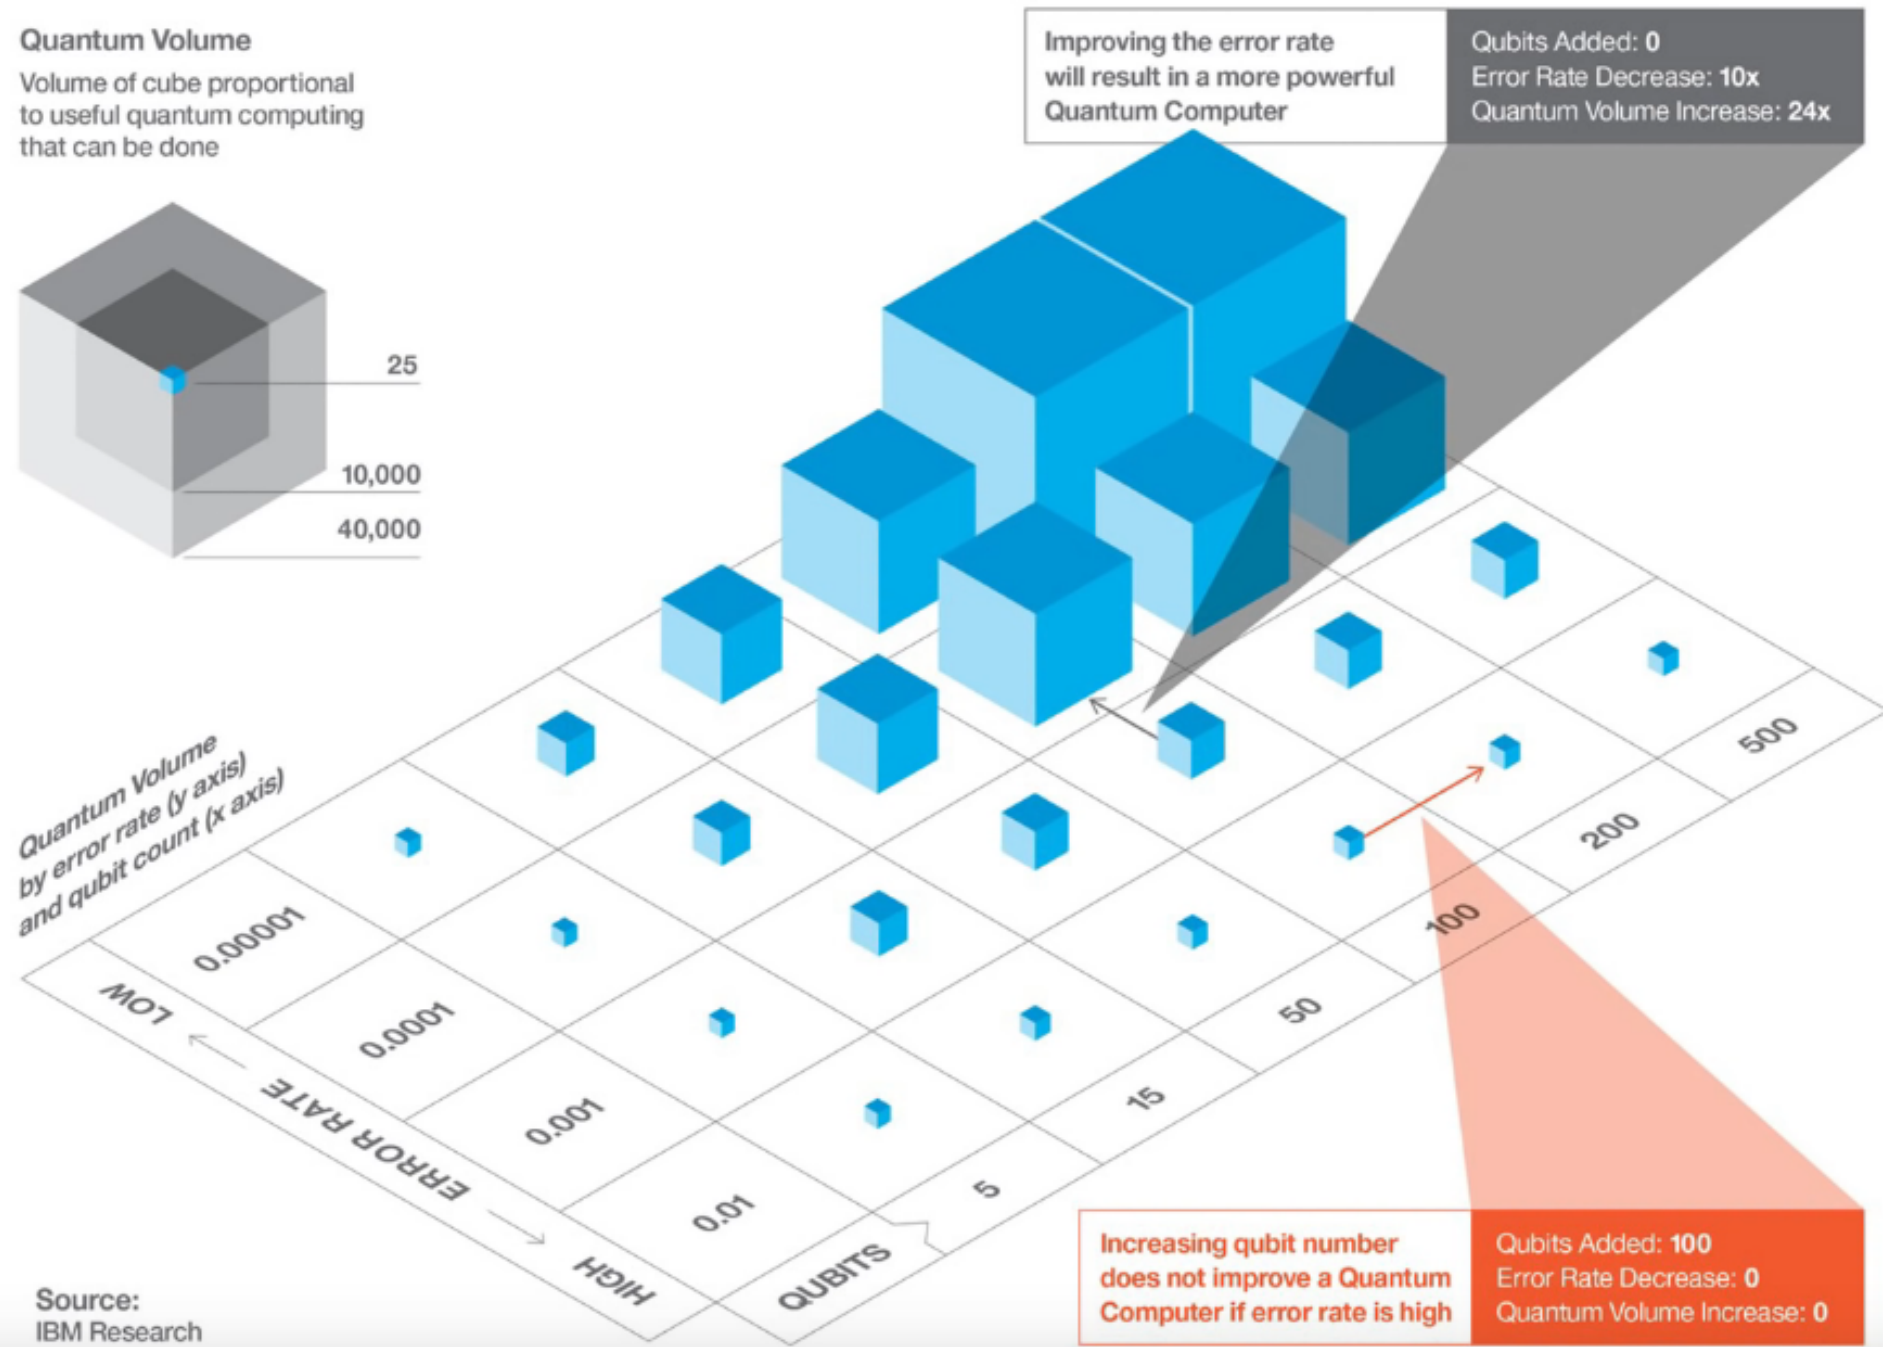 Quantum Volume
Volume of cube proportional
to useful quantum computing
that can be done
25
10,000
40,000
Improving the error rate
will result in a more powerful
Quantum Computer
Qubits Added: 0
Error Rate Decrease: 10x
Quantum Volume Increase: 24x
Quantum Volume
by error rate (y axis)
and qubit count (x axis)
0.00001
0.0001
0.001
0.01
LOW
ERROR RATE
HIGH
QUBITS
5
15
50
100
200
500
Increasing qubit number
does not improve a Quantum
Computer if error rate is high
Qubits Added: 100
Error Rate Decrease: 0
Quantum Volume Increase: 0
Source:
IBM Research